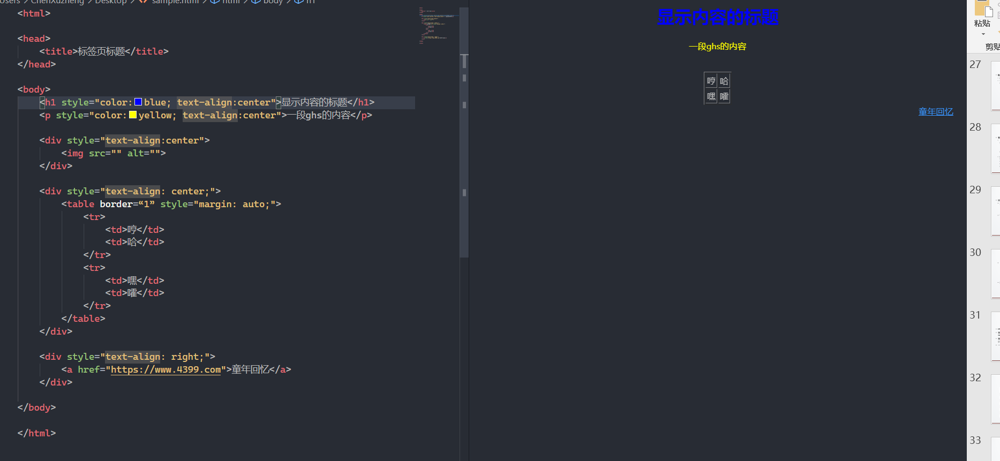 Users > ChenXuzheng > Desktop > sample.html > html > body > h1
<html>
<head>
<title>标签页标题</title>
</head>
<body>
<h1 style="color:blue; text-align:center">显示内容的标题</h1>
<p style="color:yellow; text-align:center">一段ghs的内容</p>
<div style="text-align:center">
<img src="" alt="">
</div>
<div style="text-align: center;">
<table border=“1” style="margin: auto;">
<tr>
<td>哼</td>
<td>哈</td>
</tr>
<tr>
<td>嘿</td>
<td>嚯</td>
</tr>
</table>
</div>
<div style="text-align: right;">
<a href="https://www.4399.com">童年回忆</a>
</div>
</body>
</html>
显示内容的标题
一段ghs的内容
哼 哈
嘿 嚯
童年回忆
粘贴
剪贴
27
28
29
30
31
32
33